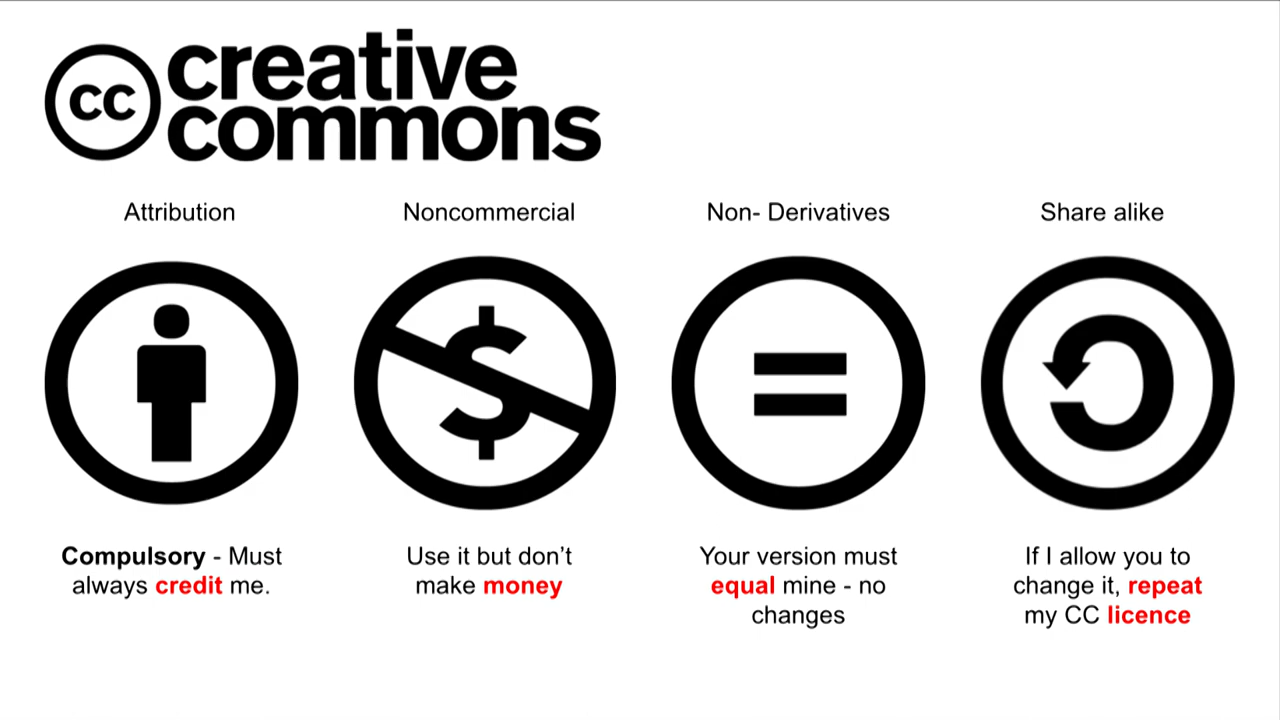 cc creative
commons
Attribution
Noncommercial
Non- Derivatives
Share alike
Compulsory - Must
always credit me.
Use it but don’t
make money
Your version must
equal mine - no
changes
If I allow you to
change it, repeat
my CC licence